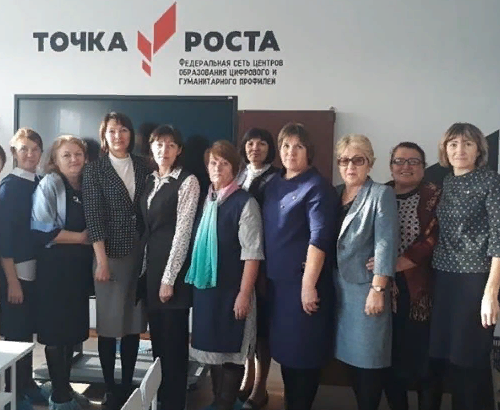 ТОЧКА РОСТА
ФЕДЕРАЛЬНАЯ СЕТЬ ЦЕНТРОВ
ОБРАЗОВАНИЯ ЦИФРОВОГО И
ГУМАНИТАРНОГО ПРОФИЛЕЙ